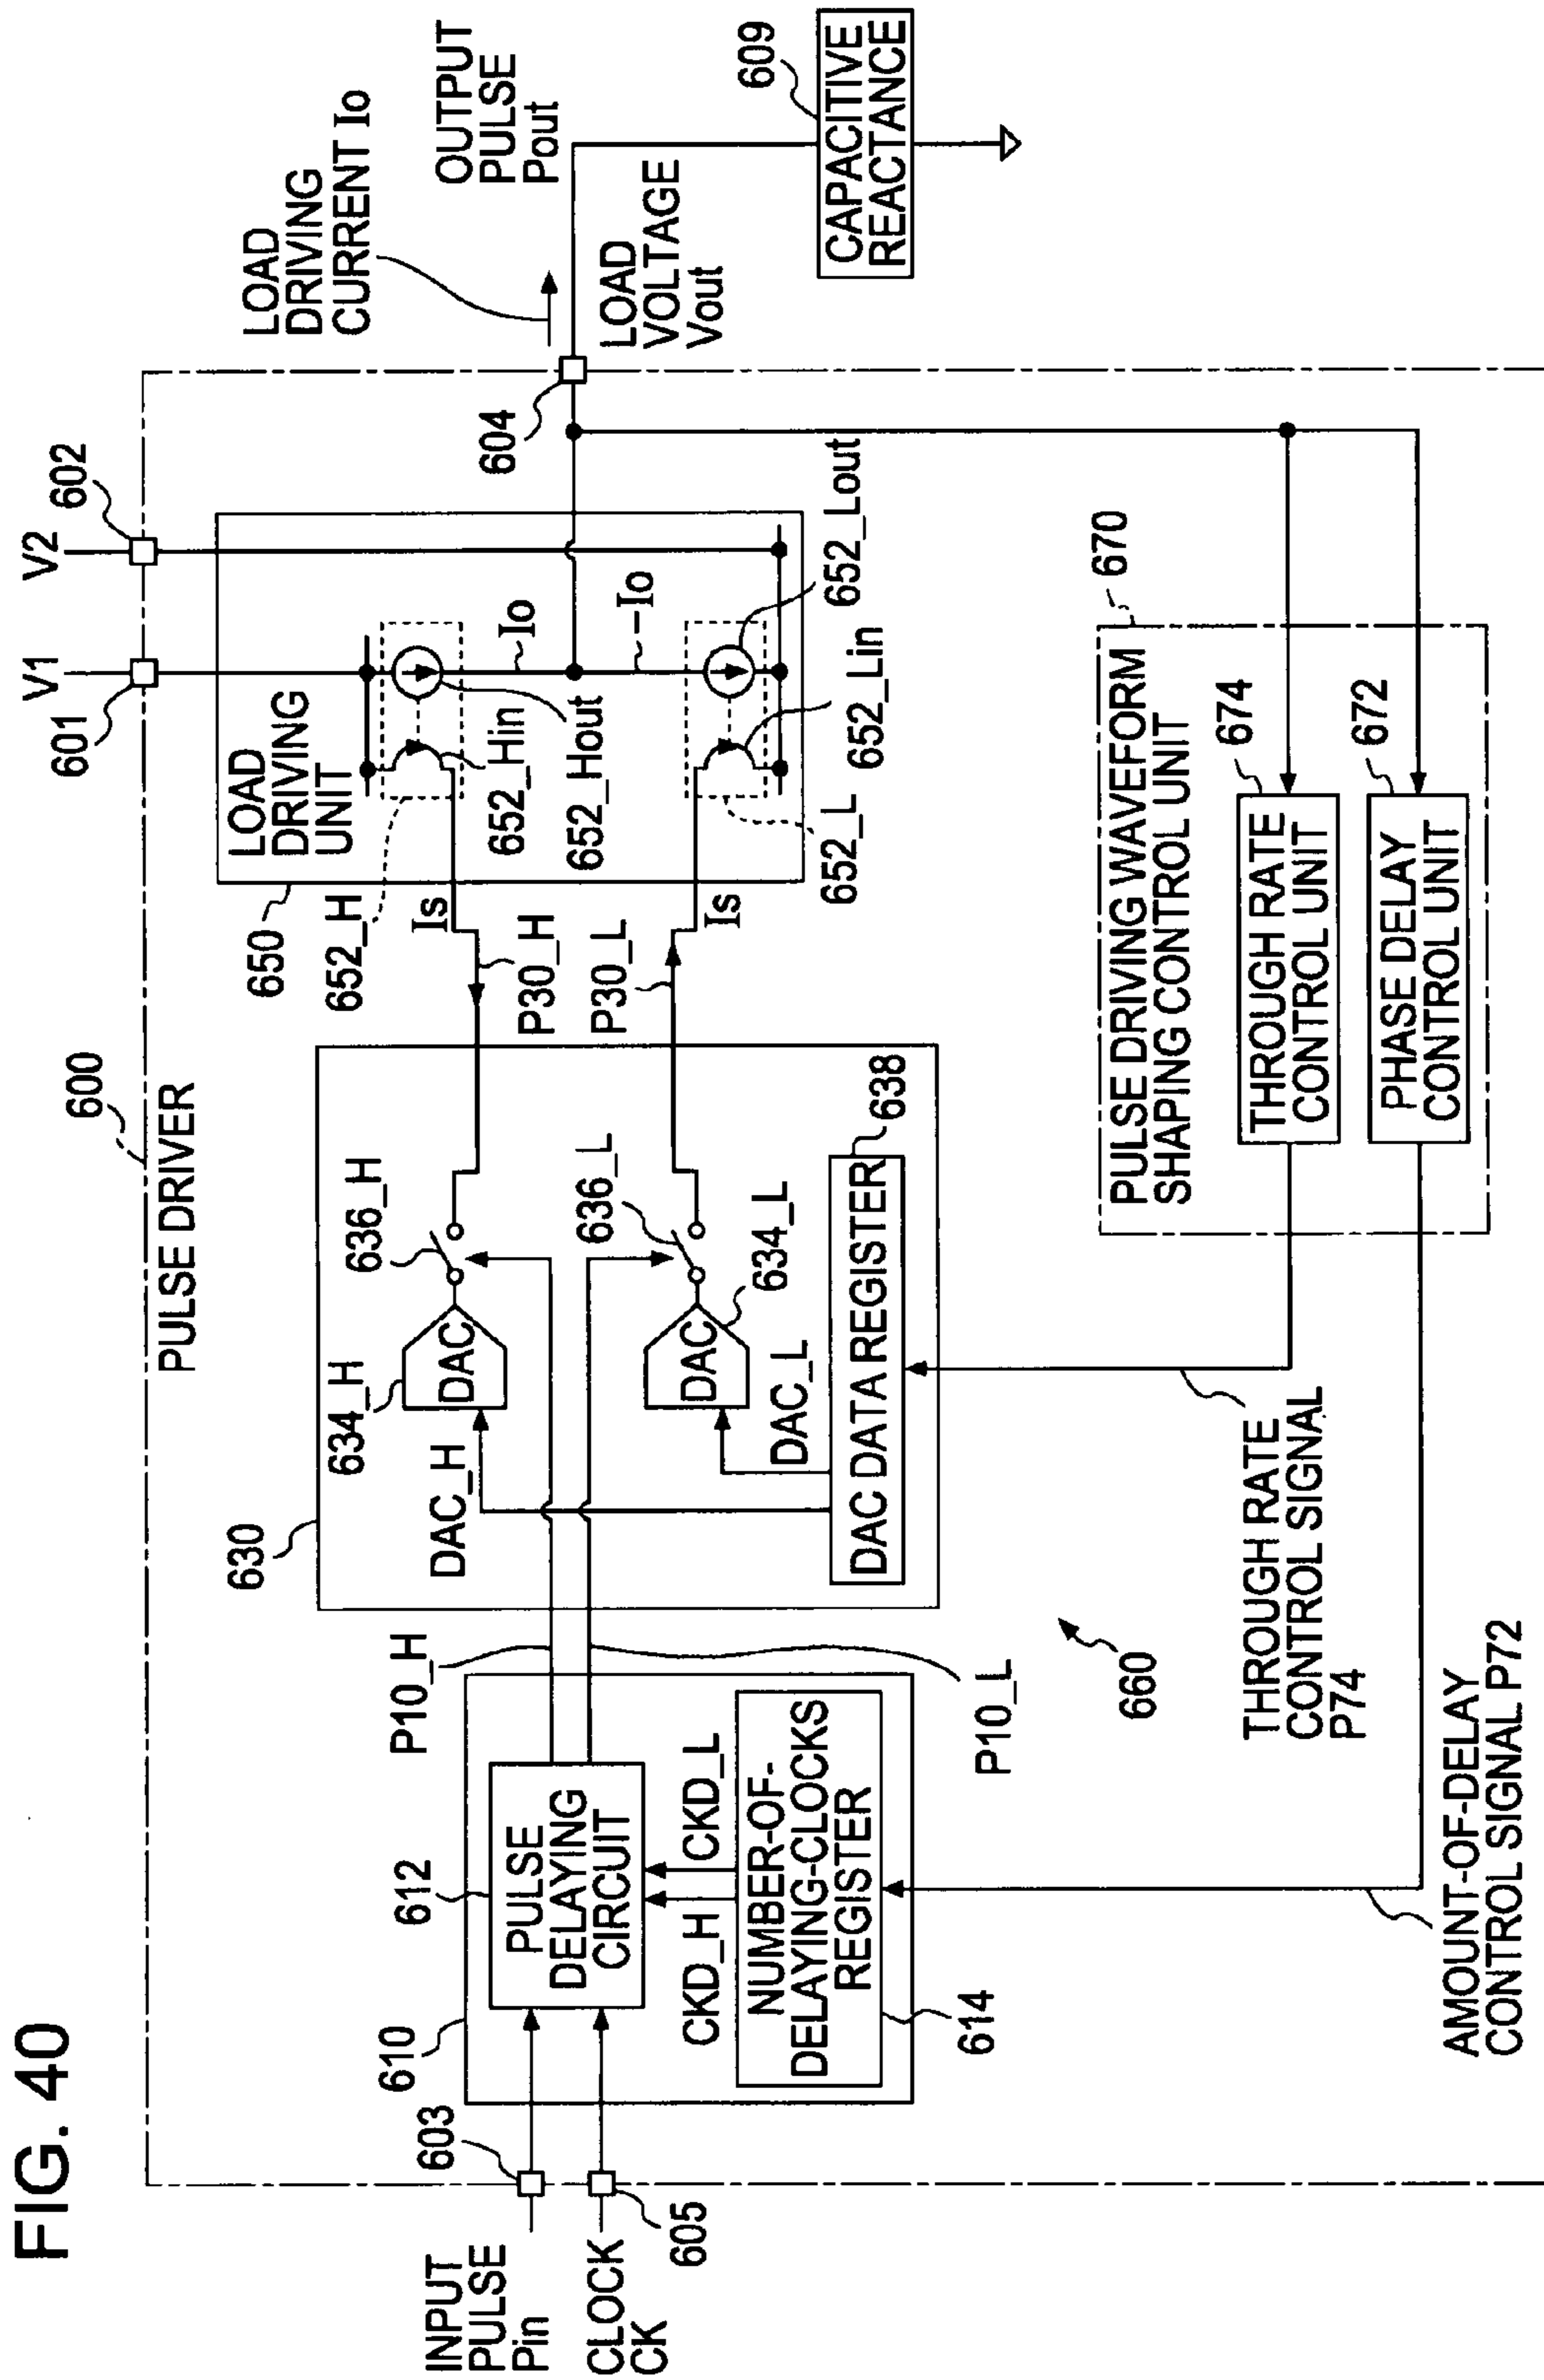 FIG. 40
600
PULSE DRIVER
INPUT
PULSE
Pin
603
CLOCK
CK
605
610
612
PULSE
DELAYING
CIRCUIT
CKD_H
CKD_L
NUMBER-OF-
DELAYING-CLOCKS
REGISTER
614
P10_H
P10_L
630
634_H
DAC
DAC_H
636_H
636_L
DAC
634_L
DAC_L
DAC DATA REGISTER
638
660
P30_H
P30_L
Is
Is
650
LOAD
DRIVING
UNIT
652_H
652_Hin
652_Hout
652_L
652_Lin
652_Lout
Io
-Io
V1
601
V2
602
604
LOAD
DRIVING
CURRENT Io
OUTPUT
PULSE
Pout
LOAD
VOLTAGE
Vout
609
CAPACITIVE
REACTANCE
670
PULSE DRIVING WAVEFORM
SHAPING CONTROL UNIT
674
THROUGH RATE
CONTROL UNIT
672
PHASE DELAY
CONTROL UNIT
THROUGH RATE
CONTROL SIGNAL
P74
AMOUNT-OF-DELAY
CONTROL SIGNAL P72